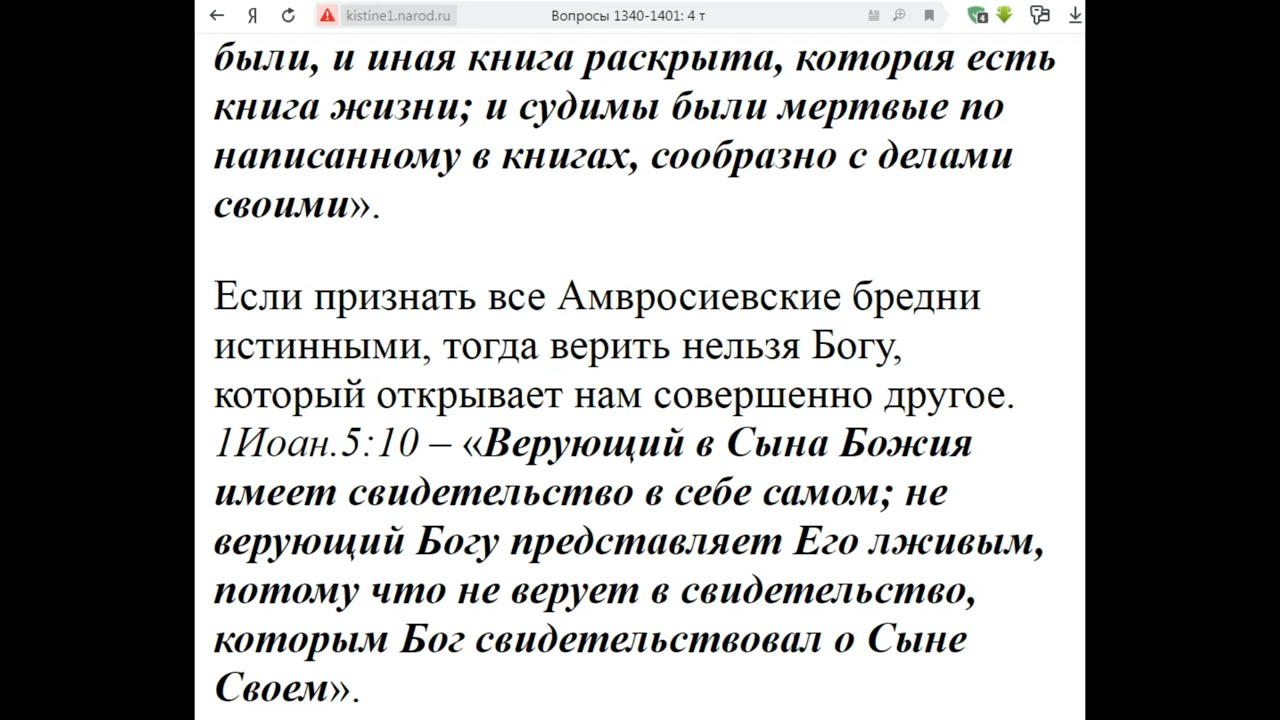 Я kistine1.narod.ru Вопросы 1340-1401: 4 т 4
были, и иная книга раскрыта, которая есть
книга жизни; и судимы были мертвые по
написанному в книгах, сообразно с делами
своими».
Если признать все Амвросиевские бредни
истинными, тогда верить нельзя Богу,
который открывает нам совершенно другое.
1Иоан.5:10 – «Верующий в Сына Божия
имеет свидетельство в себе самом; не
верующий Богу представляет Его лживым,
потому что не верует в свидетельство,
которым Бог свидетельствовал о Сыне
Своем».